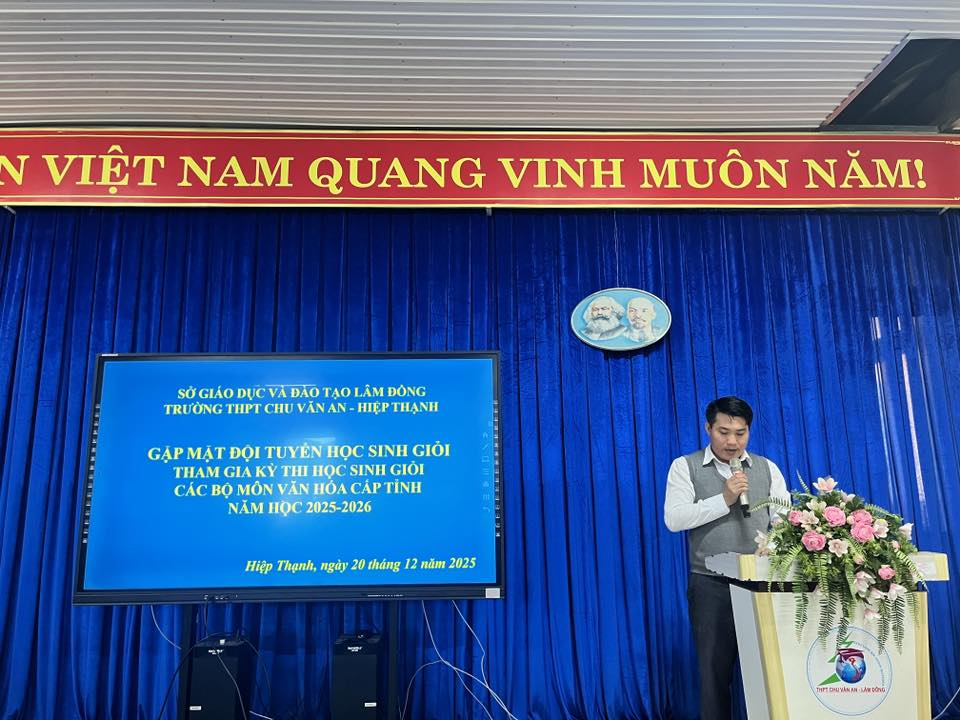 N VIỆT NAM QUANG VINH MUÔN NĂM!
SỞ GIÁO DỤC VÀ ĐÀO TẠO LÂM ĐỒNG
TRƯỜNG THPT CHU VĂN AN - HIỆP THẠNH
GẶP MẶT ĐỘI TUYỂN HỌC SINH GIỎI
THAM GIA KỲ THI HỌC SINH GIỎI
CÁC BỘ MÔN VĂN HÓA CẤP TỈNH
NĂM HỌC 2025-2026
Hiệp Thạnh, ngày 20 tháng 12 năm 2025
THPT CHU VĂN AN - LÂM ĐỒNG